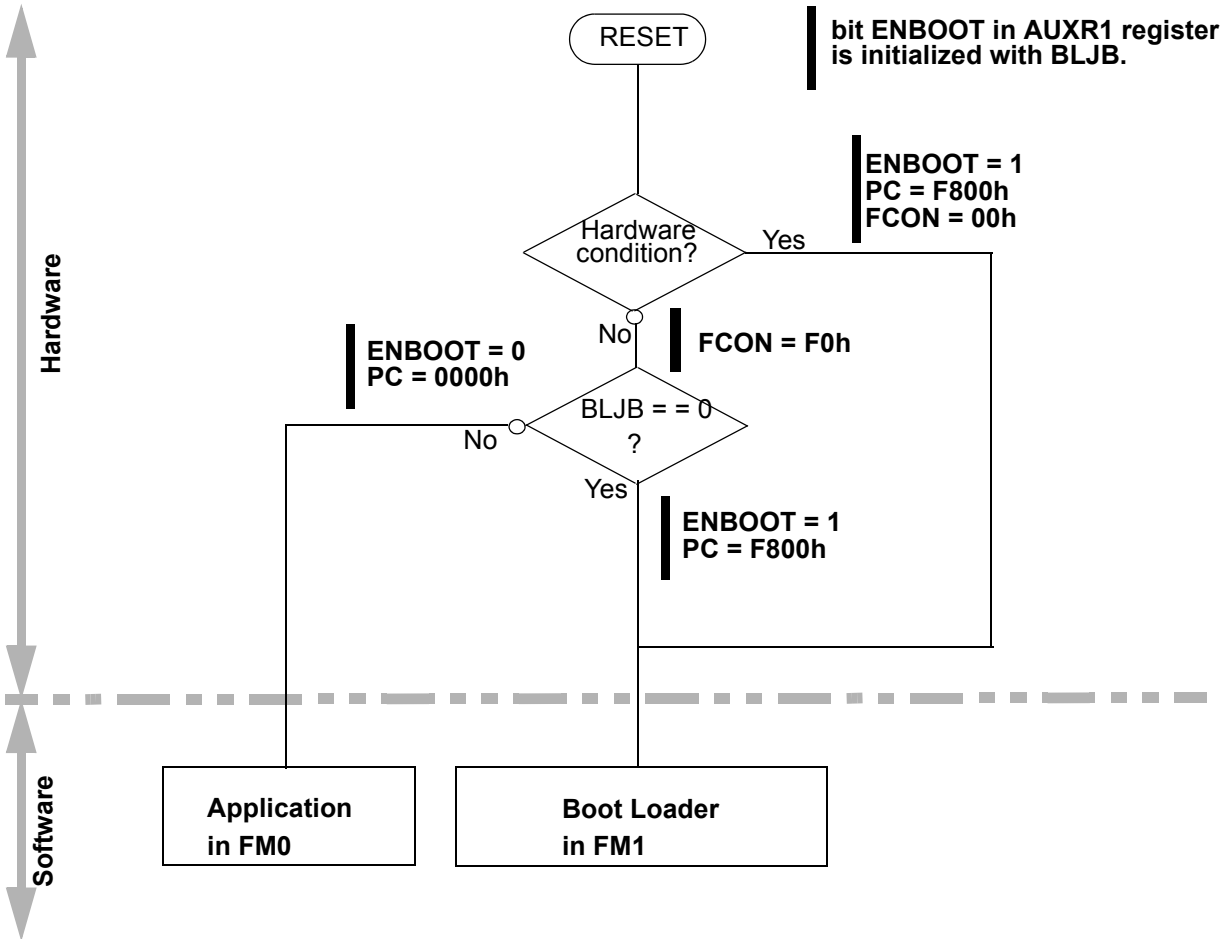 RESET
bit ENBOOT in AUXR1 register
is initialized with BLJB.
ENBOOT = 1
PC = F800h
FCON = 00h
Hardware
condition?
Yes
No
FCON = F0h
Hardware
ENBOOT = 0
PC = 0000h
BLJB = = 0
?
No
Yes
ENBOOT = 1
PC = F800h
Software
Application
in FM0
Boot Loader
in FM1